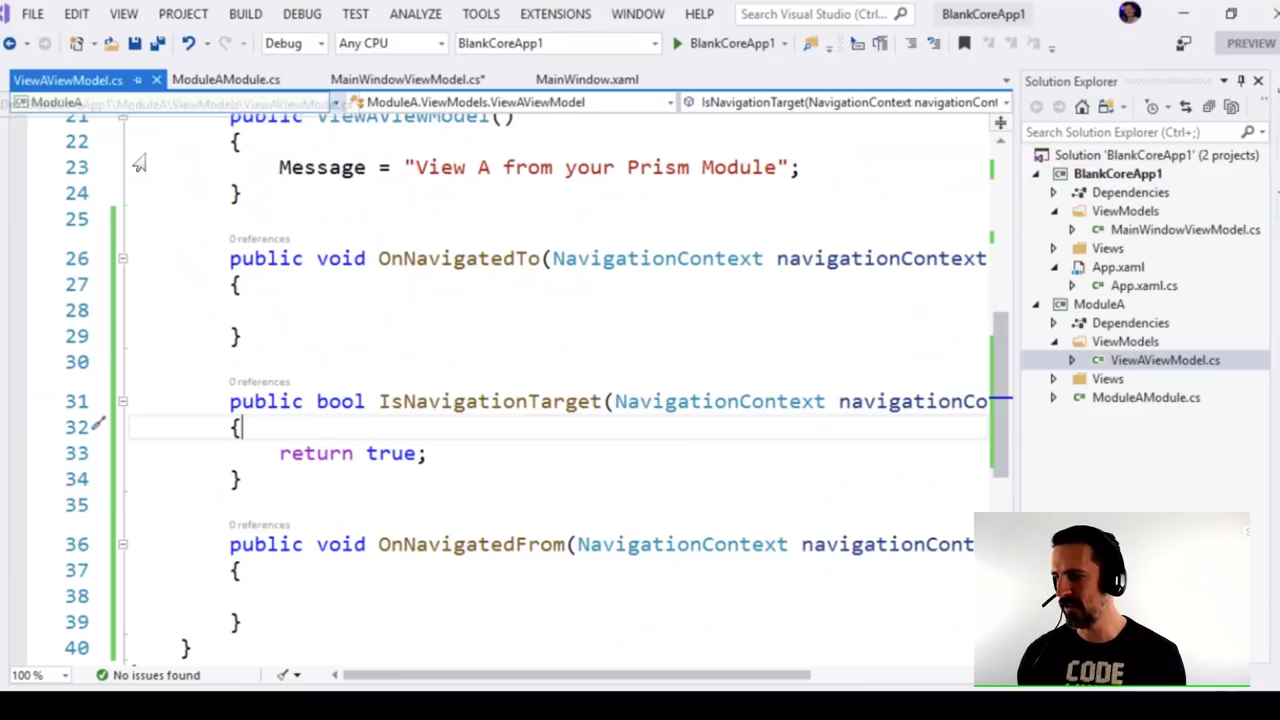 FILE EDIT VIEW PROJECT BUILD DEBUG TEST ANALYZE TOOLS EXTENSIONS WINDOW HELP Search Visual Studio (Ctrl+;) BlankCoreApp1
Debug Any CPU BlankCoreApp1 BlankCoreApp1 PREVIEW
ViewAViewModel.cs ModuleAModule.cs MainWindowViewModel.cs* MainWindow.xaml
ModuleA ModuleA.ViewModels.ViewAViewModel IsNavigationTarget(NavigationContext navigationCont
21 public ViewAViewModel()
22 {
23 Message = "View A from your Prism Module";
24 }
25
0 references
26 public void OnNavigatedTo(NavigationContext navigationContext
27 {
28
29 }
30
0 references
31 public bool IsNavigationTarget(NavigationContext navigationCo
32 {
33 return true;
34 }
35
0 references
36 public void OnNavigatedFrom(NavigationContext navigationCont
37 {
38
39 }
40 }
100 % No issues found
Solution Explorer
Search Solution Explorer (Ctrl+;)
Solution 'BlankCoreApp1' (2 projects)
BlankCoreApp1
Dependencies
ViewModels
MainWindowViewModel.cs
Views
App.xaml
App.xaml.cs
ModuleA
Dependencies
ViewModels
ViewAViewModel.cs
Views
ModuleAModule.cs
CODE